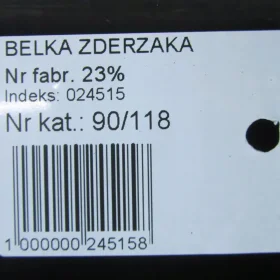 BELKA ZDERZAKA
Nr fabr. 23%
Indeks: 024515
Nr kat.: 90/118
1 000000 245158